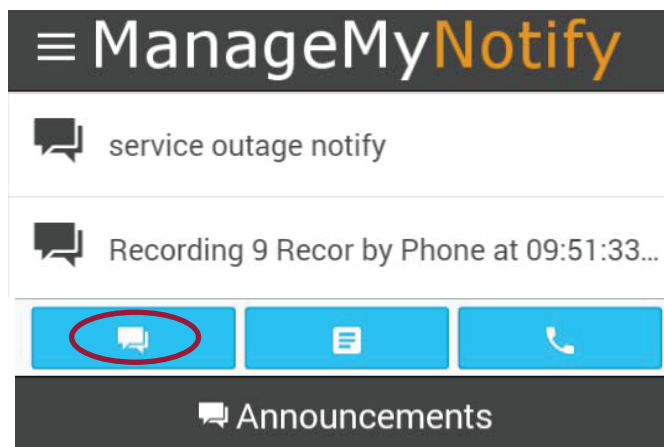 ManageMyNotify
service outage notify
Recording 9 Recor by Phone at 09:51:33...
Announcements